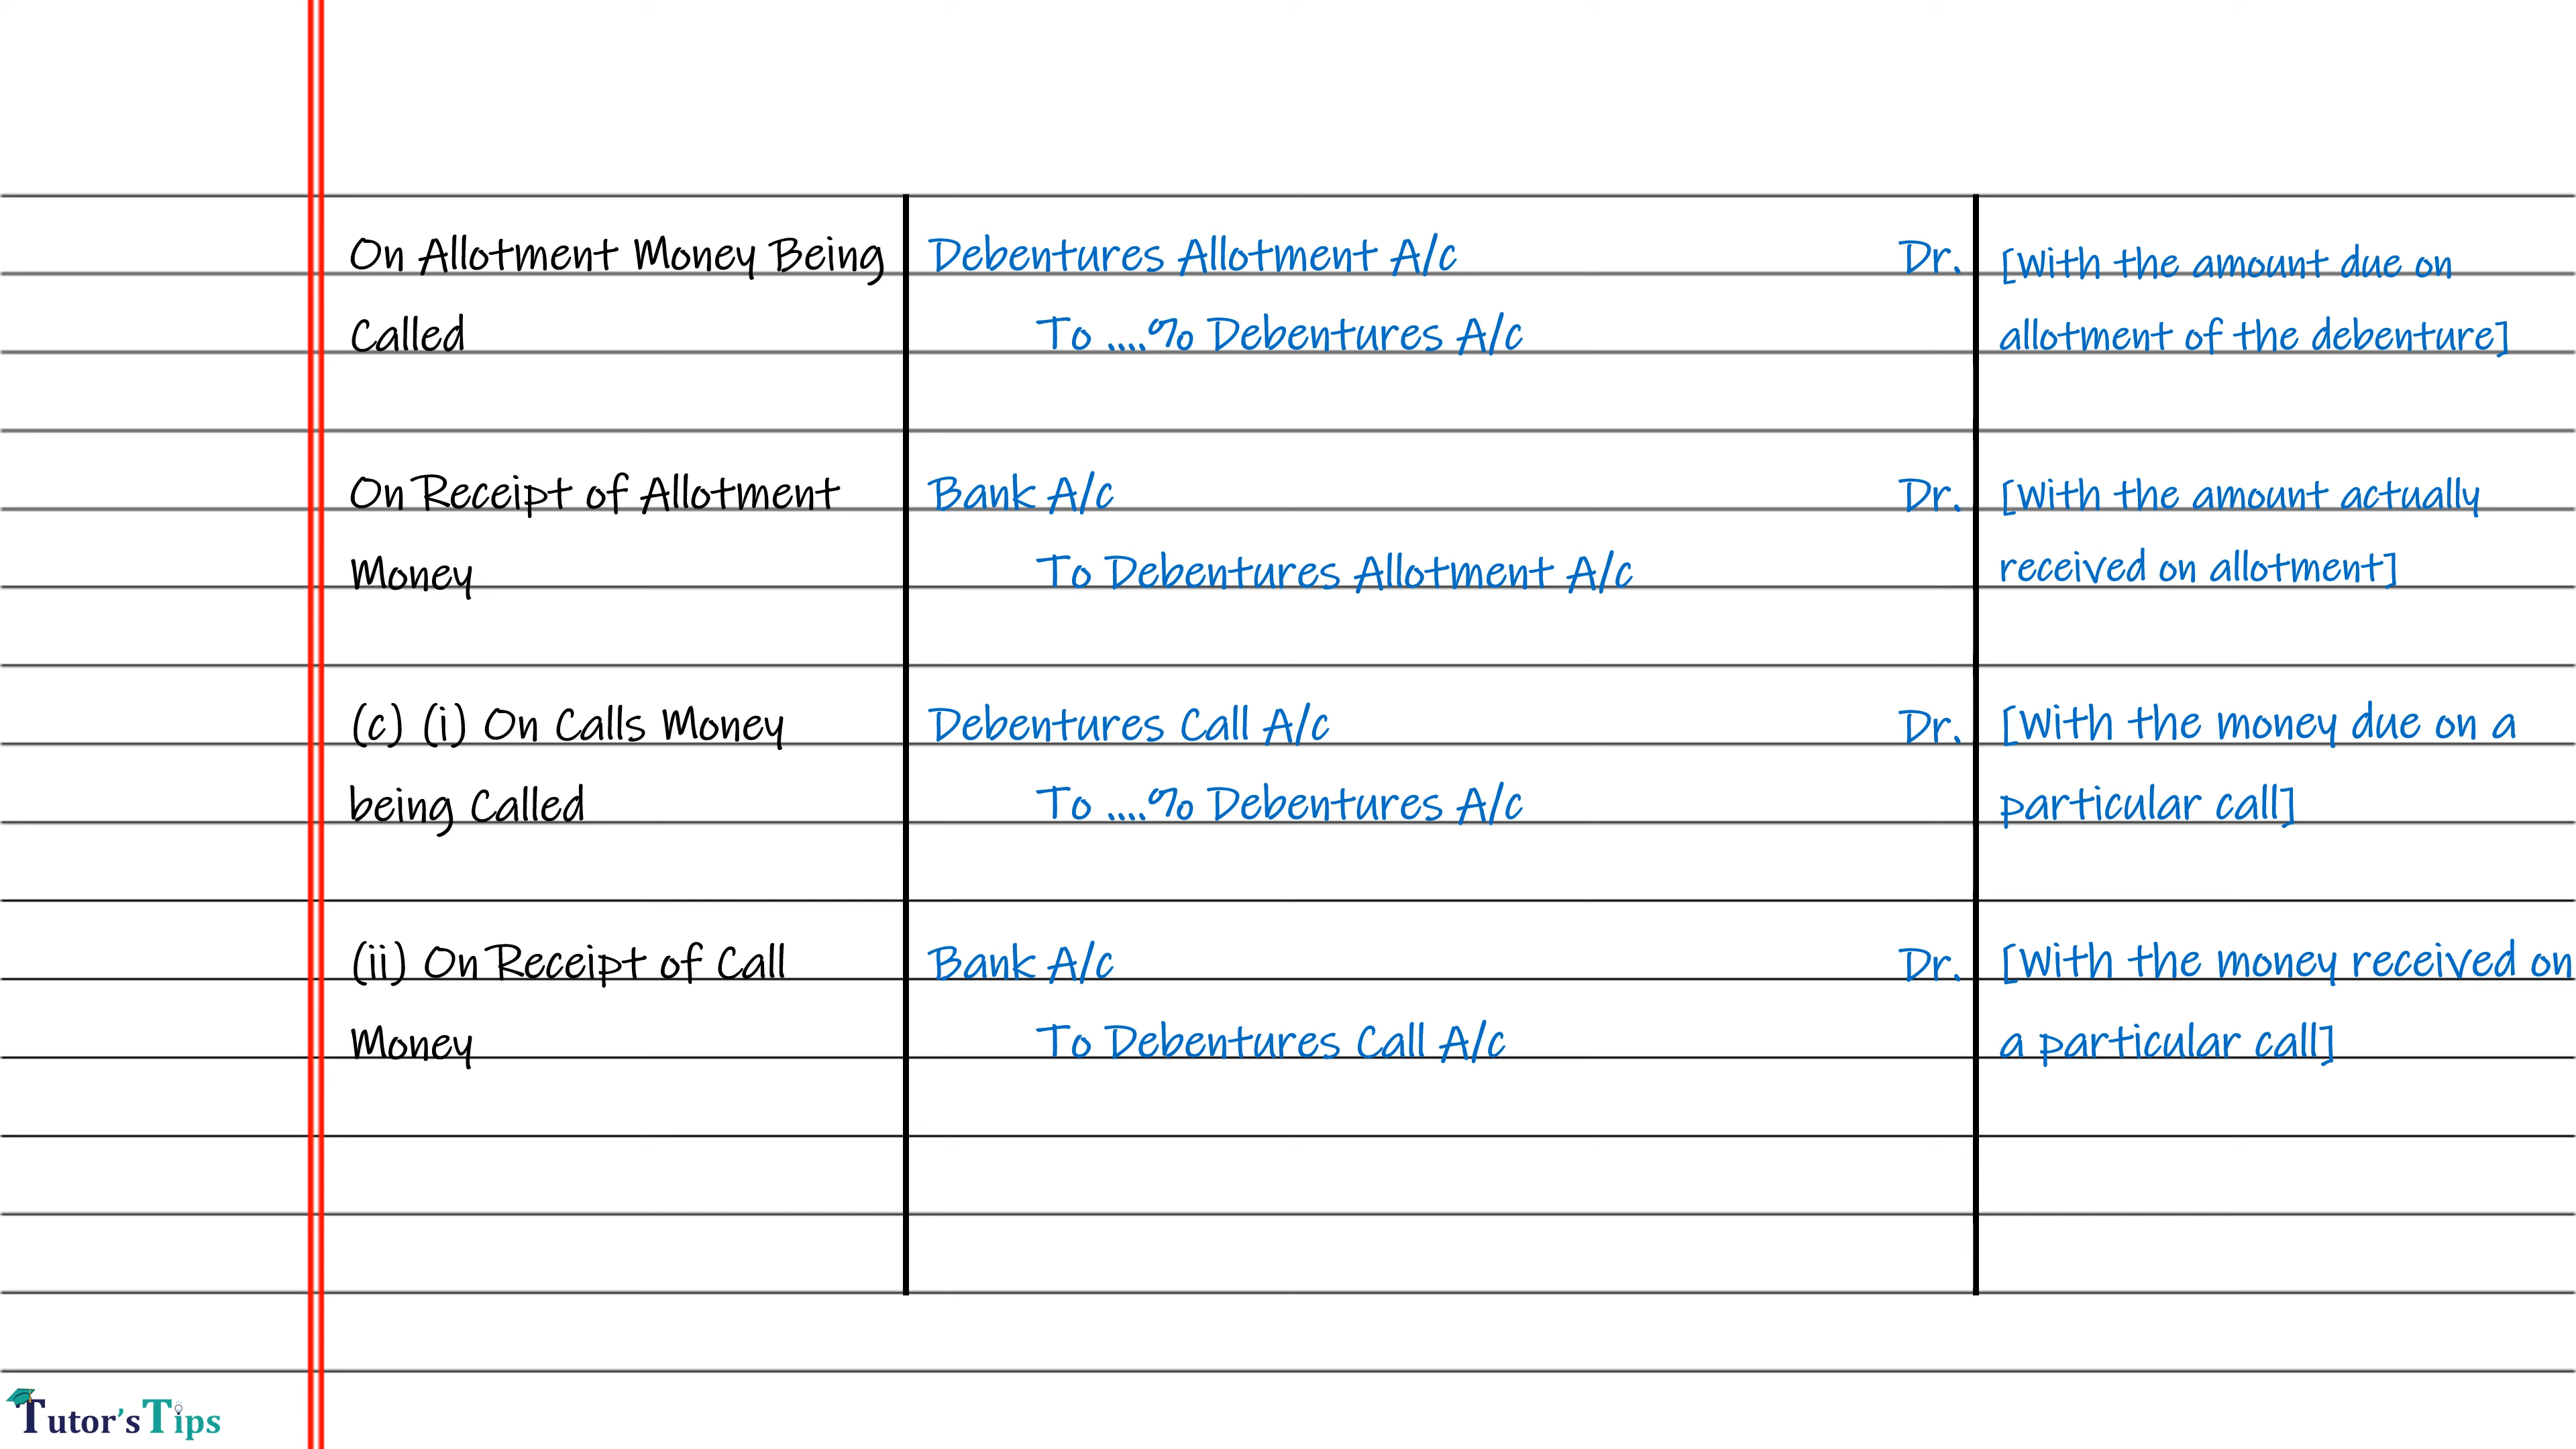 On Allotment Money Being Debentures Allotment A/c Dr. [With the amount due on
Called To ....% Debentures A/c allotment of the debenture]
On Receipt of Allotment Bank A/c Dr. [With the amount actually
Money To Debentures Allotment A/c received on allotment]
(c) (i) On Calls Money Debentures Call A/c Dr. [With the money due on a
being Called To ....% Debentures A/c particular call]
(ii) On Receipt of Call Bank A/c Dr. [With the money received on
Money To Debentures Call A/c a particular call]
Tutor's Tips